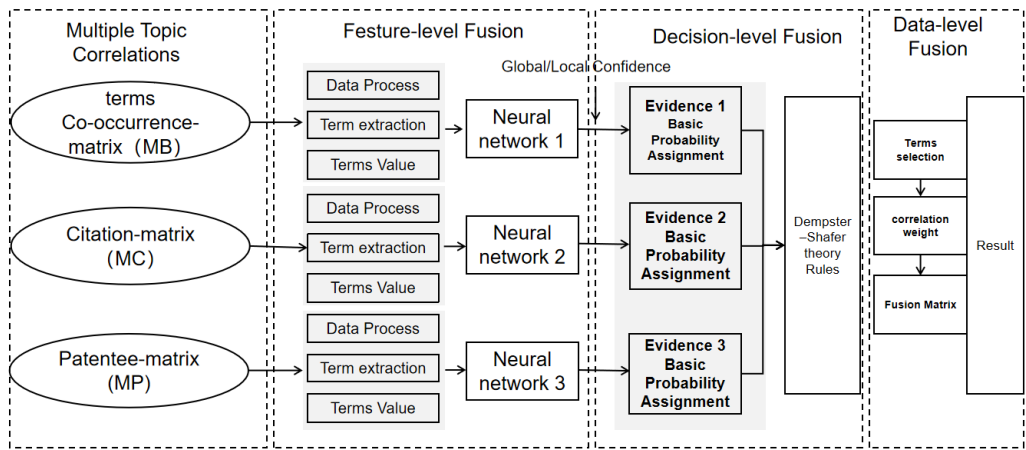 Multiple Topic
Correlations
terms
Co-occurrence-
matrix（MB）
Citation-matrix
(MC)
Patentee-matrix
(MP)
Festure-level Fusion
Data Process
Term extraction
Terms Value
Data Process
Term extraction
Terms Value
Data Process
Term extraction
Terms Value
Neural
network 1
Neural
network 2
Neural
network 3
Global/Local Confidence
Decision-level Fusion
Evidence 1
Basic
Probability
Assignment
Evidence 2
Basic
Probability
Assignment
Evidence 3
Basic
Probability
Assignment
Dempster
–Shafer
theory
Rules
Data-level
Fusion
Terms
selection
correlation
weight
Fusion Matrix
Result